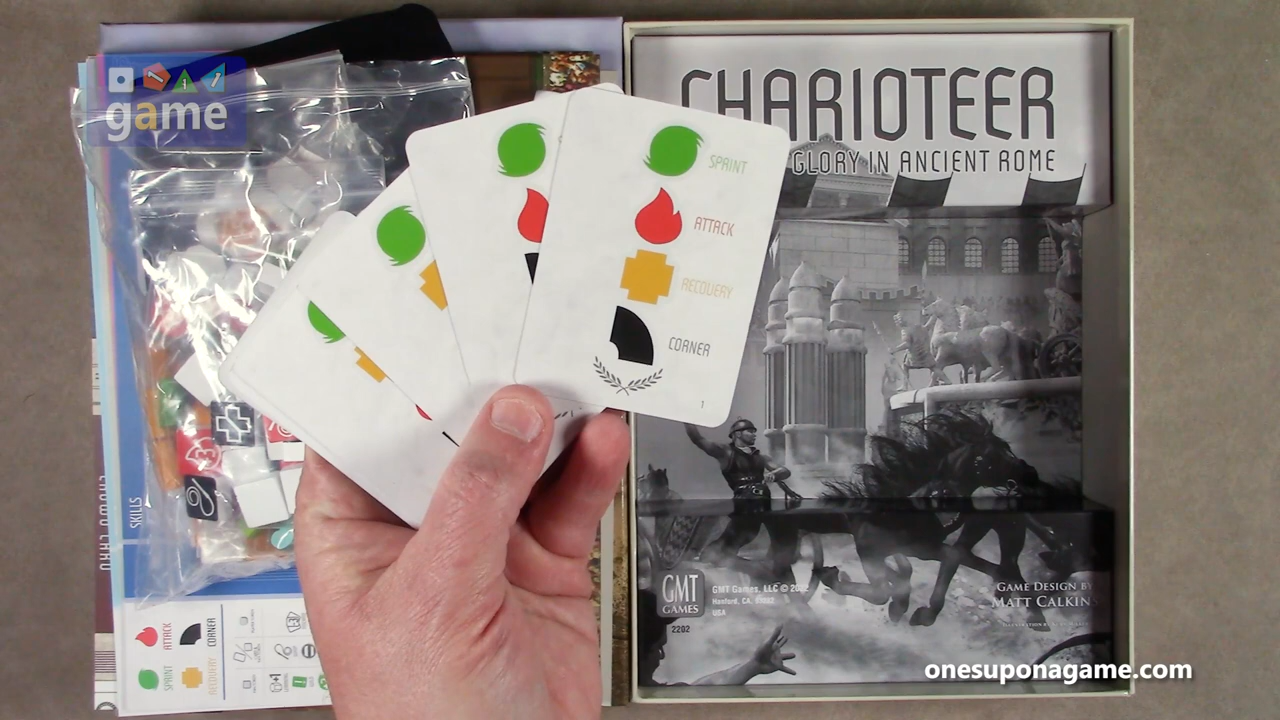 game
CHARIOTEER
GLORY IN ANCIENT ROME
SPRINT
ATTACK
RECOVERY
CORNER
1
SKILLS
ATTACK
CORNER
SPRINT
RECOVERY
GMT
GAMES
2202
GMT Games, LLC © 2022
Hanford, CA.
USA
GAME DESIGN BY
MATT CALKINS
onesuponagame.com